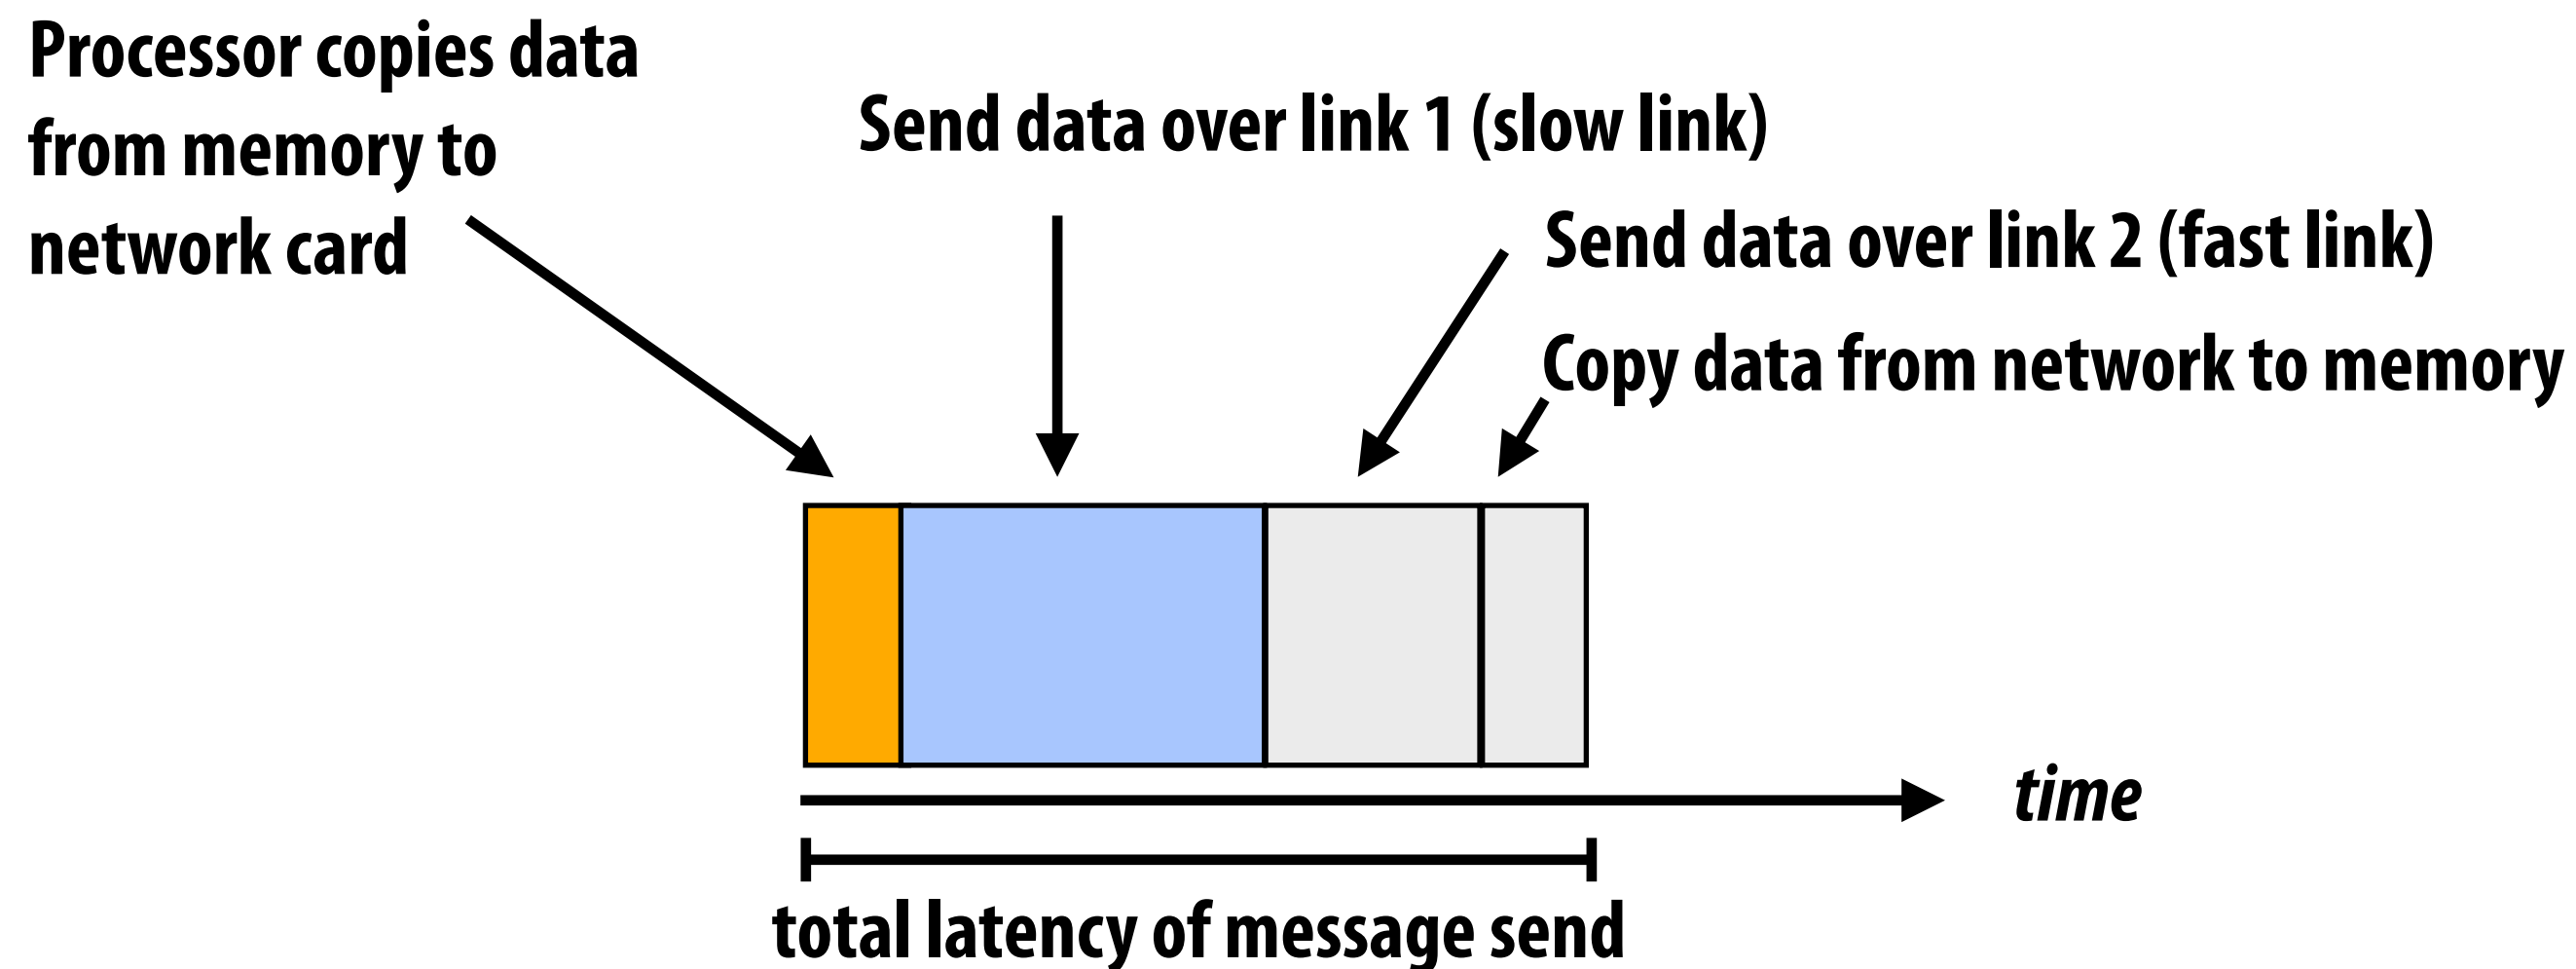 Processor copies data
from memory to
network card
Send data over link 1 (slow link)
Send data over link 2 (fast link)
Copy data from network to memory
time
total latency of message send